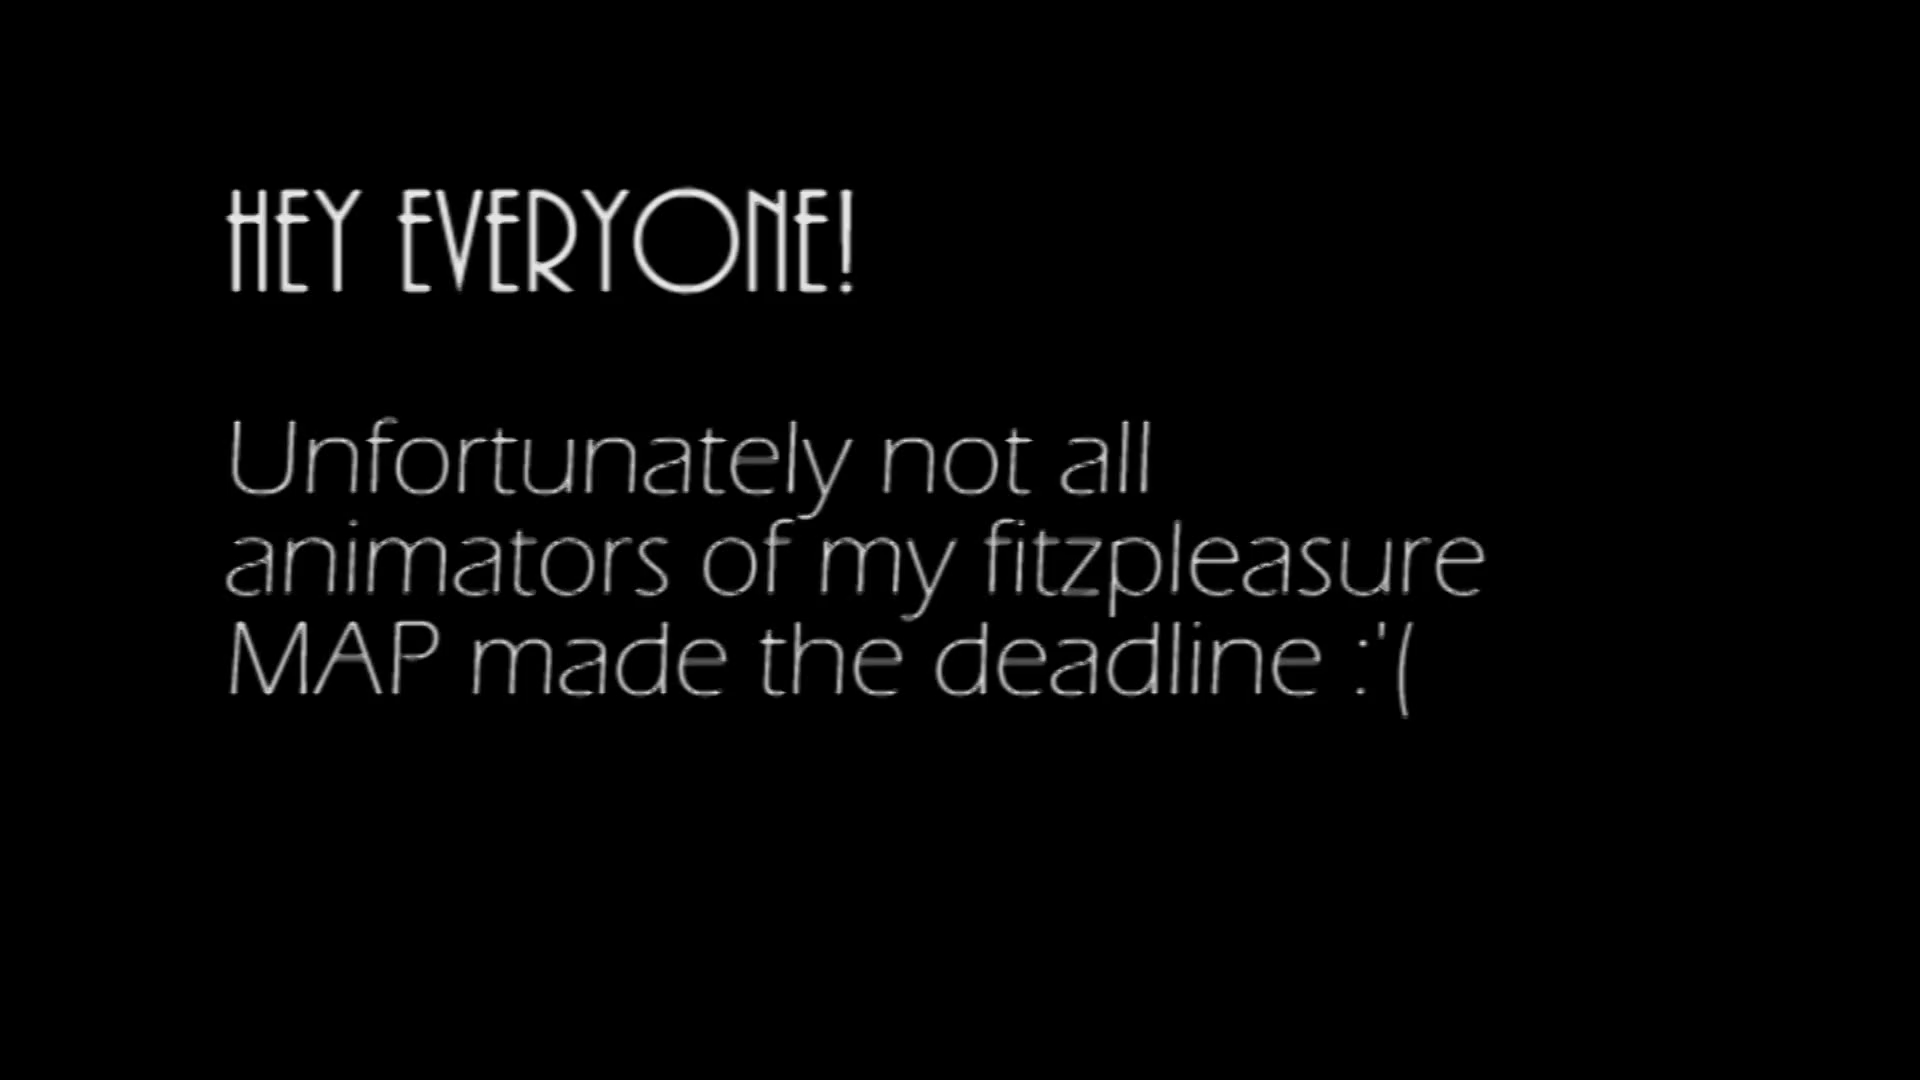 HEY EVERYONE!
Unfortunately not all
animators of my fitzpleasure
MAP made the deadline :'(